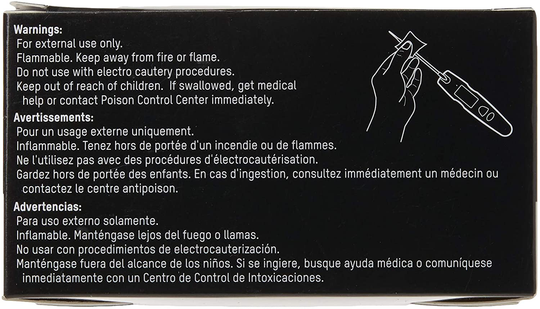 Warnings:
For external use only.
Flammable. Keep away from fire or flame.
Do not use with electro cautery procedures.
Keep out of reach of children. If swallowed, get medical
help or contact Poison Control Center immediately.
Avertissements:
Pour un usage externe uniquement.
Inflammable. Tenez hors de portée d'un incendie ou de flammes.
Ne l'utilisez pas avec des procédures d'électrocautérisation.
Gardez hors de portée des enfants. En cas d'ingestion, consultez immédiatement un médecin ou
contactez le centre antipoison.
Advertencias:
Para uso externo solamente.
Inflamable. Manténgase lejos del fuego o llamas.
No usar con procedimientos de electrocauterización.
Manténgase fuera del alcance de los niños. Si se ingiere, busque ayuda médica o comuníquese
inmediatamente con un Centro de Control de Intoxicaciones.